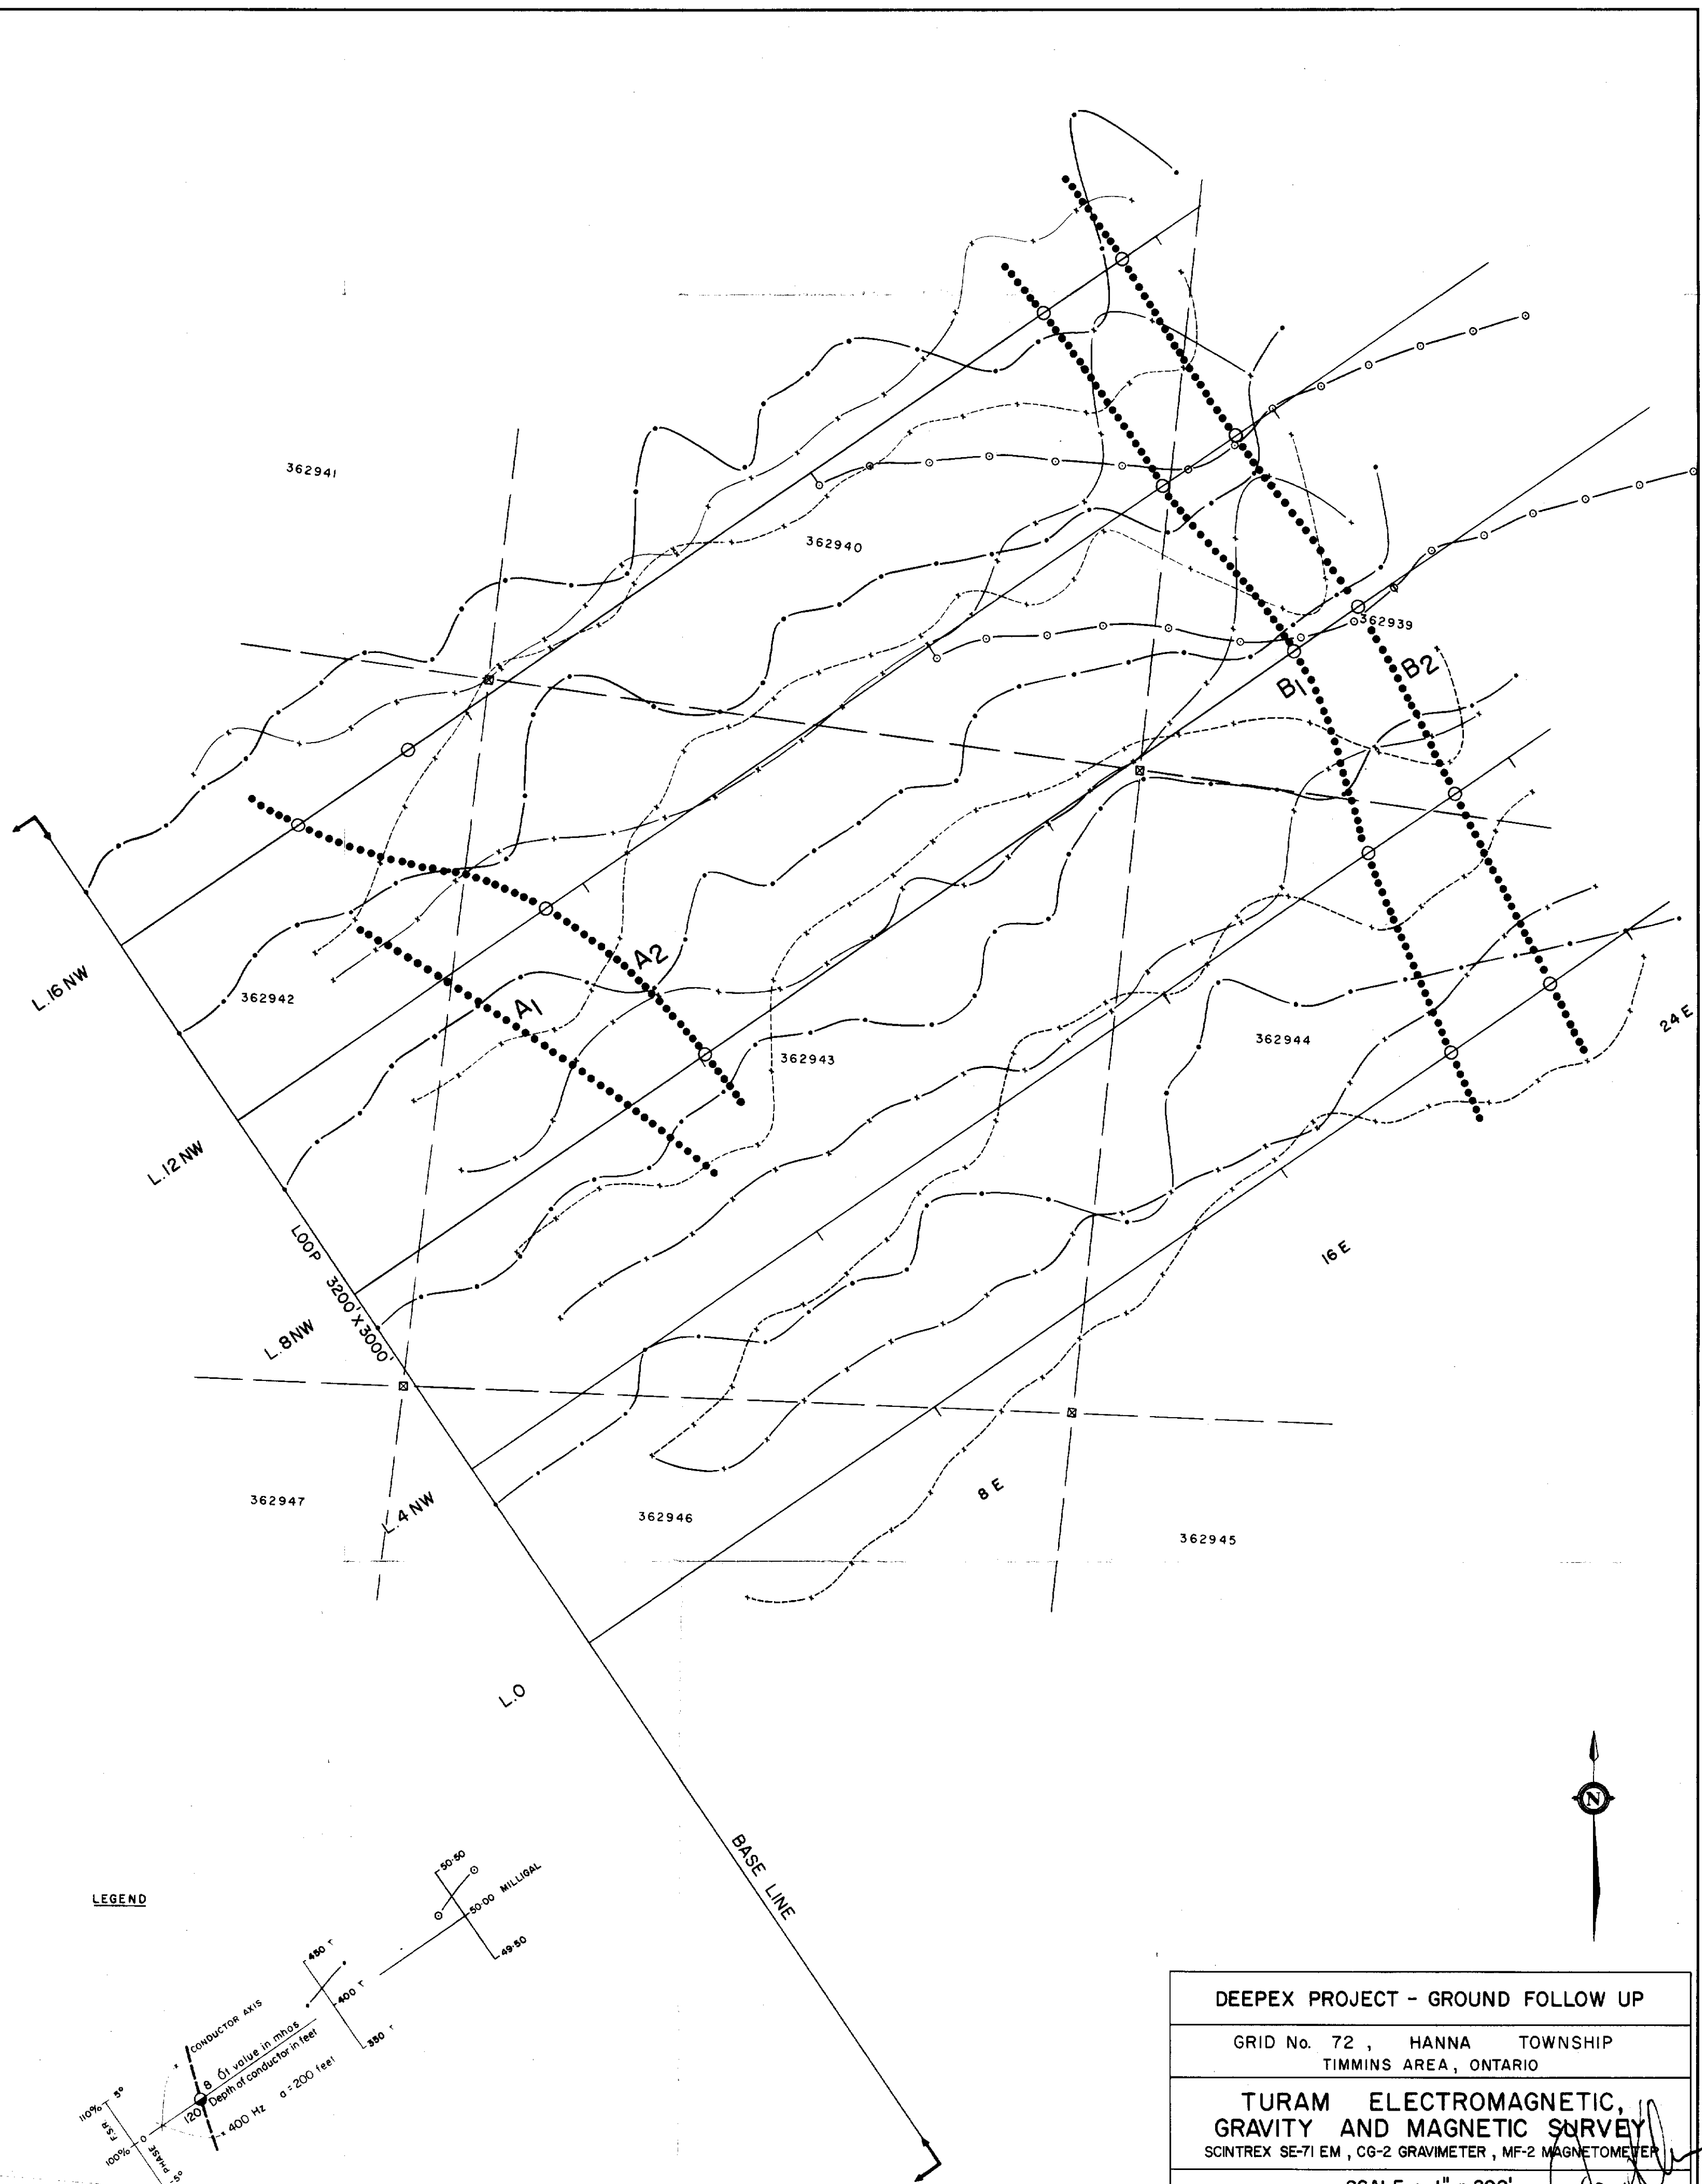 362941
362940
362939
B2
B1
L.16 NW
362942
A2
A1
362943
362944
24 E
L.12 NW
16 E
LOOP 3200' X 3000'
L.8 NW
362947
L.4 NW
362946
8 E
362945
L.O
BASE LINE
N
LEGEND
50·50
50·00 MILLIGAL
49·50
450 γ
400 γ
350 γ
CONDUCTOR AXIS
8 σt value in mhos
120 Depth of conductor in feet
400 Hz a = 200 feet
110% 5°
F.S.R. PHASE
100% 0
-5°
DEEPEX PROJECT - GROUND FOLLOW UP
GRID No. 72 , HANNA TOWNSHIP
TIMMINS AREA, ONTARIO
TURAM ELECTROMAGNETIC,
GRAVITY AND MAGNETIC SURVEY
SCINTREX SE-71 EM , CG-2 GRAVIMETER , MF-2 MAGNETOMETER